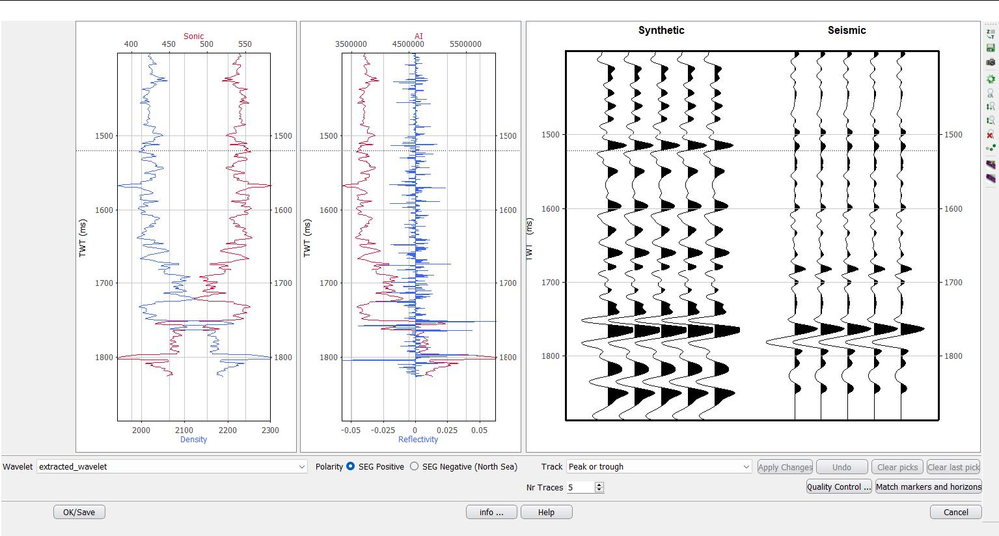 Synthetic Seismic
Sonic AI
400 450 500 550 3500000 4500000 5500000
1500 1500 1500 1500 1500 1500
1600 1600 1600 1600 1600 1600
TWT (ms) TWT (ms) TWT (ms)
1700 1700 1700 1700 1700 1700
1800 1800 1800 1800 1800 1800
2000 2100 2200 2300 -0.05 -0.025 0 0.025 0.05
Density Reflectivity
Wavelet extracted_wavelet Polarity SEG Positive SEG Negative (North Sea) Track Peak or trough Apply Changes Undo Clear picks Clear last pick
Nr Traces 5 Quality Control ... Match markers and horizons
OK/Save info ... Help Cancel